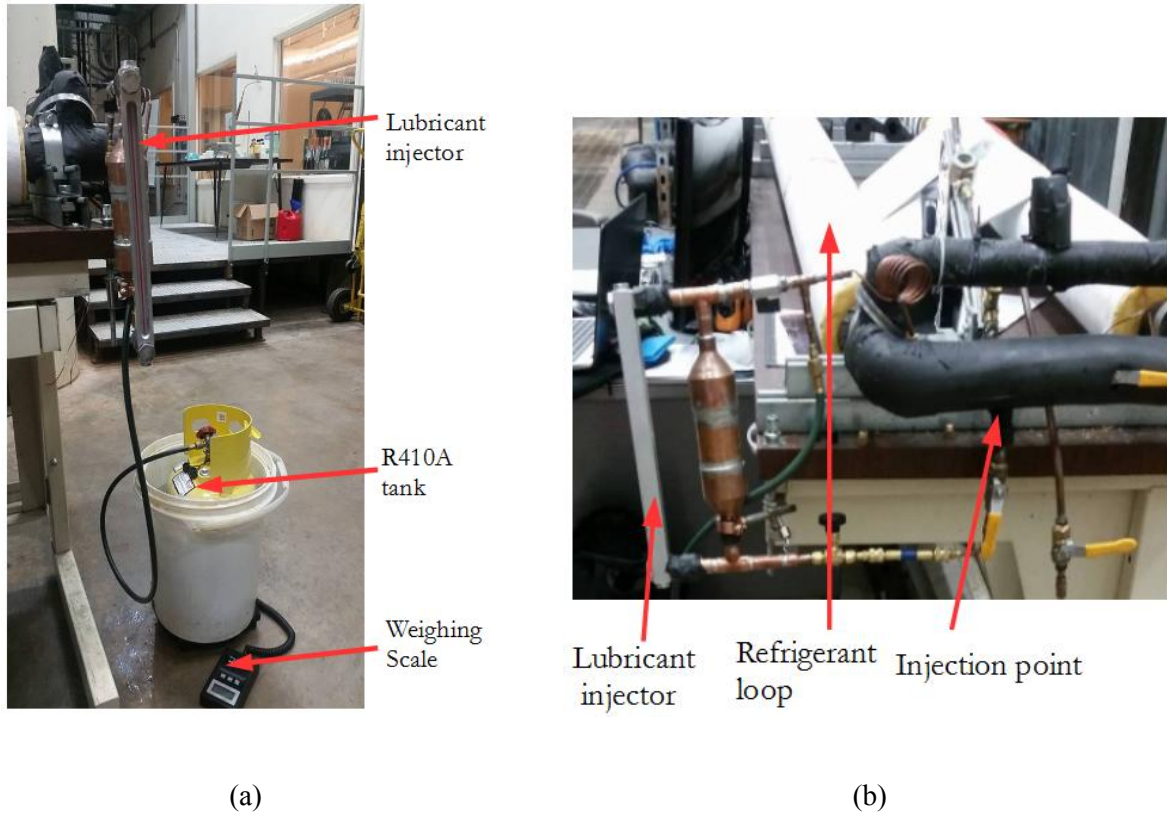 Lubricant
injector
R410A
tank
Weighing
Scale
Lubricant
injector
Refrigerant
loop
Injection point
(a)
(b)